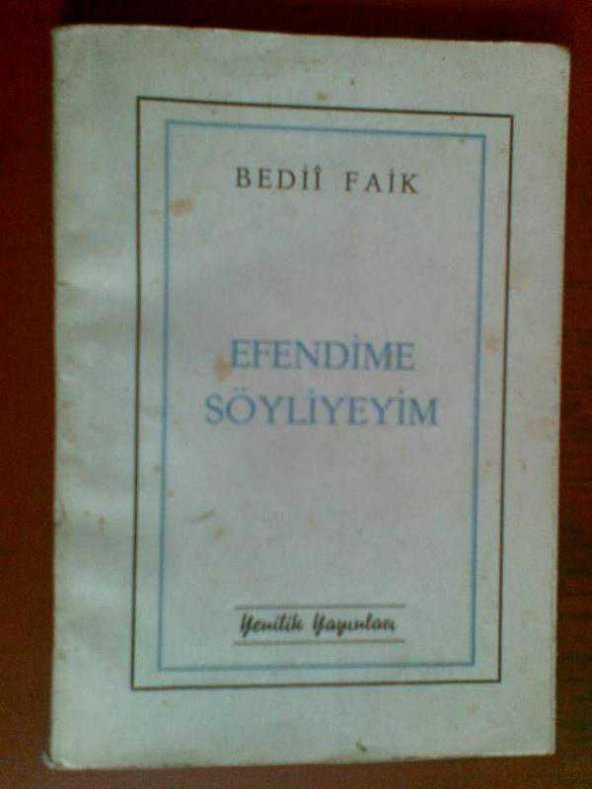 BEDİÎ FAİK
EFENDİME
SÖYLİYEYİM
Yenilik Yayınları